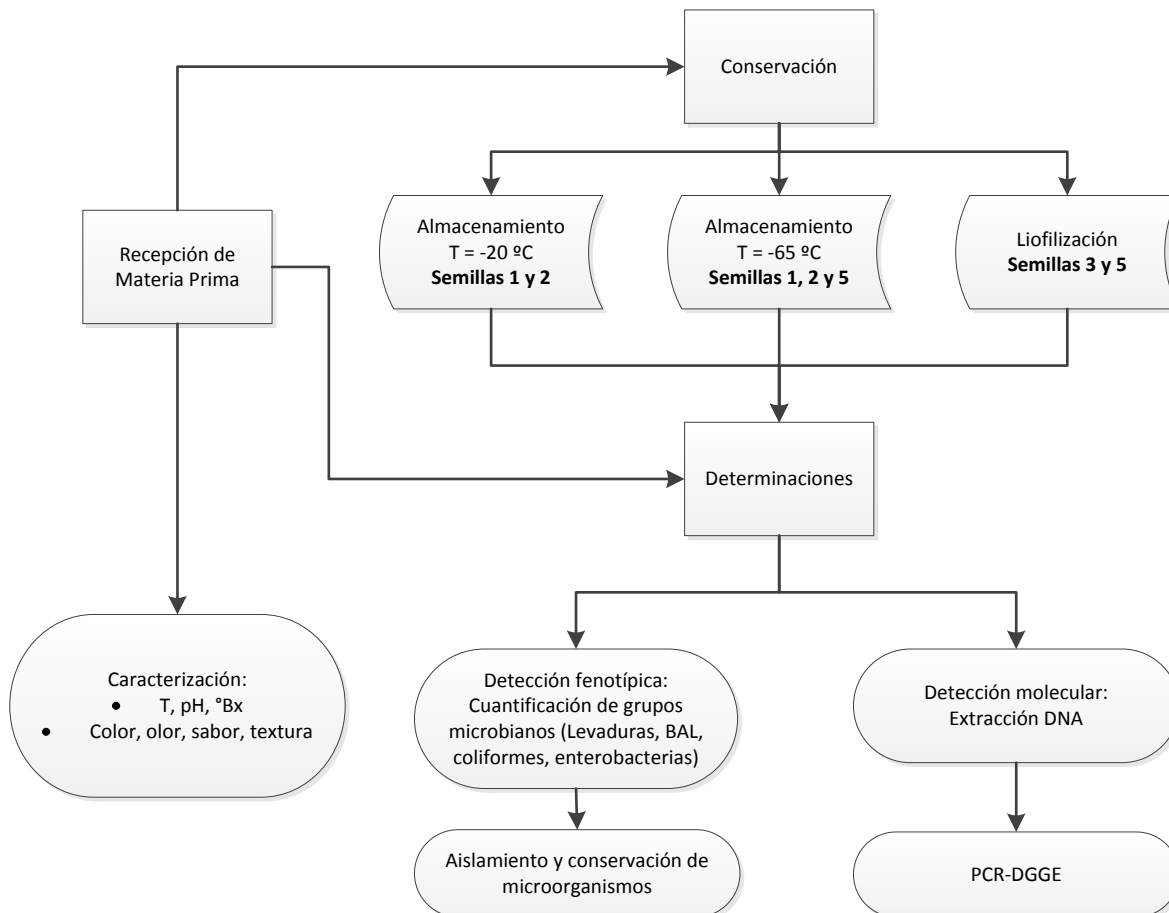 Conservación
Almacenamiento
T = -20 ºC
Semillas 1 y 2
Almacenamiento
T = -65 ºC
Semillas 1, 2 y 5
Liofilización
Semillas 3 y 5
Recepción de
Materia Prima
Determinaciones
Caracterización:
• T, pH, °Bx
• Color, olor, sabor, textura
Detección fenotípica:
Cuantificación de grupos
microbianos (Levaduras, BAL,
coliformes, enterobacterias)
Detección molecular:
Extracción DNA
Aislamiento y conservación de
microorganismos
PCR-DGGE